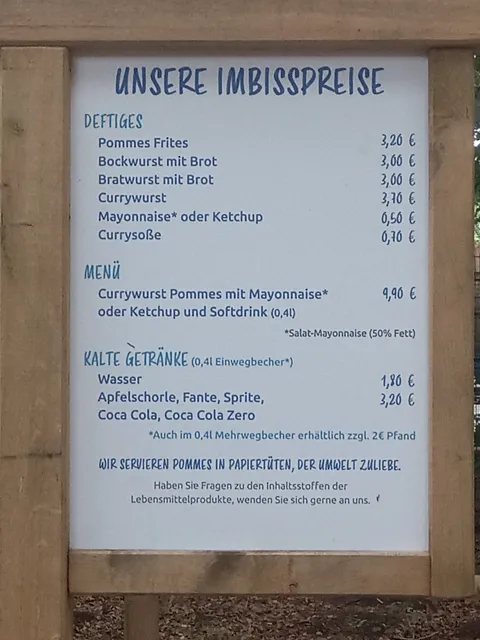 UNSERE IMBISSPREISE
DEFTIGES
Pommes Frites 3,20 €
Bockwurst mit Brot 3,00 €
Bratwurst mit Brot 3,00 €
Currywurst 3,70 €
Mayonnaise* oder Ketchup 0,50 €
Currysoße 0,70 €
MENÜ
Currywurst Pommes mit Mayonnaise* 9,90 €
oder Ketchup und Softdrink (0,4l)
*Salat-Mayonnaise (50% Fett)
KALTE GETRÄNKE (0,4l Einwegbecher*)
Wasser 1,80 €
Apfelschorle, Fante, Sprite, 3,20 €
Coca Cola, Coca Cola Zero
*Auch im 0,4l Mehrwegbecher erhältlich zzgl. 2€ Pfand
WIR SERVIEREN POMMES IN PAPIERTÜTEN, DER UMWELT ZULIEBE.
Haben Sie Fragen zu den Inhaltsstoffen der
Lebensmittelprodukte, wenden Sie sich gerne an uns.